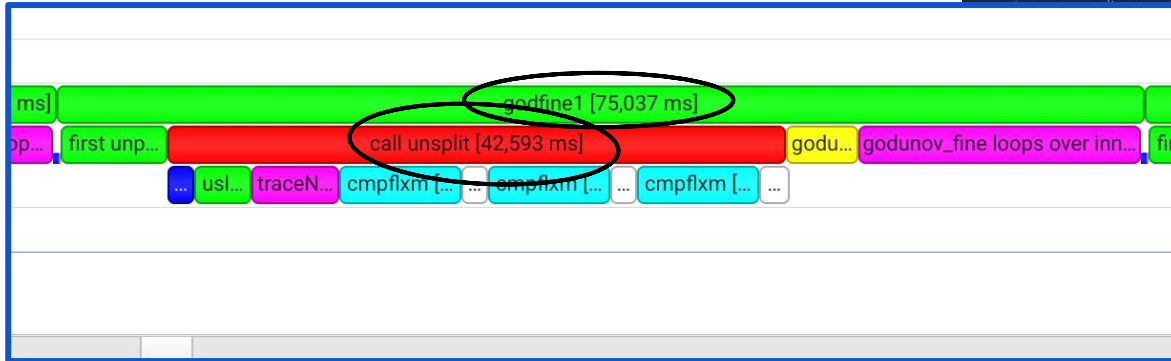 ms] godfine1 [75,037 ms]
op... first unp... call unsplit [42,593 ms] godu... godunov_fine loops over inn... fi
... usl... traceN... cmpflxm [... ... cmpflxm [... ... cmpflxm [... ...